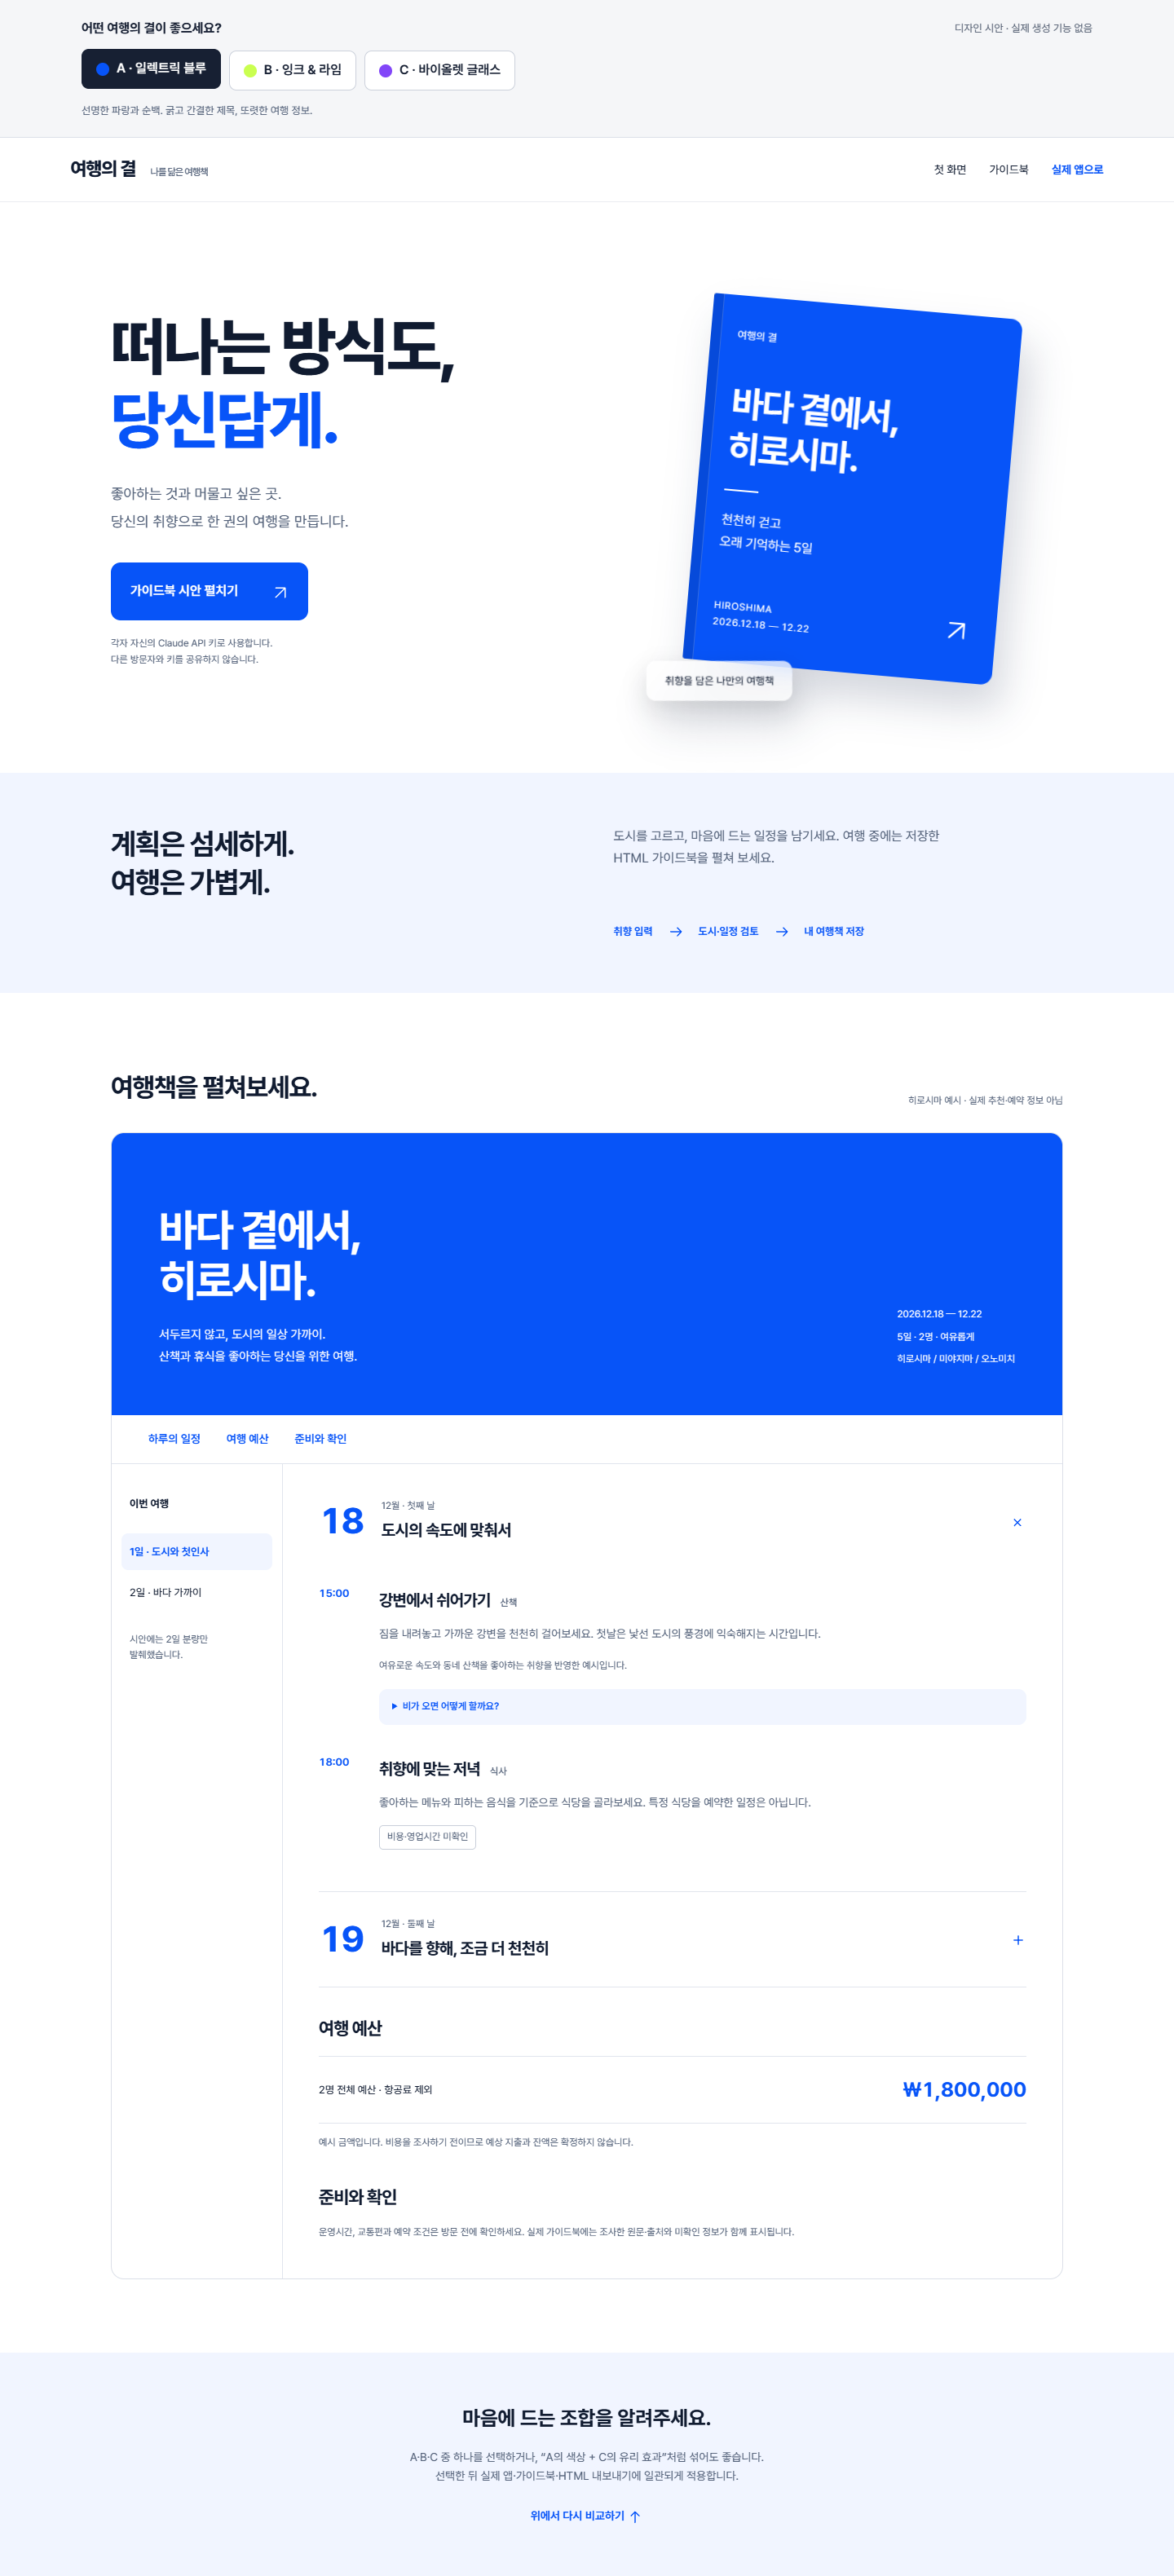 어떤 여행의 결이 좋으세요?
디자인 시안 · 실제 생성 기능 없음
A · 일렉트릭 블루
B · 잉크 & 라임
C · 바이올렛 글래스
선명한 파랑과 순백. 굵고 간결한 제목, 또렷한 여행 정보.
여행의 결
나를 닮은 여행책
첫 화면
가이드북
실제 앱으로
떠나는 방식도,
당신답게.
좋아하는 것과 머물고 싶은 곳.
당신의 취향으로 한 권의 여행을 만듭니다.
가이드북 시안 펼치기
각자 자신의 Claude API 키로 사용합니다.
다른 방문자와 키를 공유하지 않습니다.
여행의 결
바다 곁에서,
히로시마.
천천히 걷고
오래 기억하는 5일
HIROSHIMA
2026.12.18 — 12.22
취향을 담은 나만의 여행책
계획은 섬세하게.
여행은 가볍게.
도시를 고르고, 마음에 드는 일정을 남기세요. 여행 중에는 저장한
HTML 가이드북을 펼쳐 보세요.
취향 입력 → 도시·일정 검토 → 내 여행책 저장
여행책을 펼쳐보세요.
히로시마 예시 · 실제 추천·예약 정보 아님
바다 곁에서,
히로시마.
서두르지 않고, 도시의 일상 가까이.
산책과 휴식을 좋아하는 당신을 위한 여행.
2026.12.18 — 12.22
5일 · 2명 · 여유롭게
히로시마 / 미야지마 / 오노미치
하루의 일정
여행 예산
준비와 확인
이번 여행
1일 · 도시와 첫인사
2일 · 바다 가까이
시안에는 2일 분량만
발췌했습니다.
18
12월 · 첫째 날
도시의 속도에 맞춰서
15:00
강변에서 쉬어가기 산책
짐을 내려놓고 가까운 강변을 천천히 걸어보세요. 첫날은 낯선 도시의 풍경에 익숙해지는 시간입니다.
여유로운 속도와 동네 산책을 좋아하는 취향을 반영한 예시입니다.
▶ 비가 오면 어떻게 할까요?
18:00
취향에 맞는 저녁 식사
좋아하는 메뉴와 피하는 음식을 기준으로 식당을 골라보세요. 특정 식당을 예약한 일정은 아닙니다.
비용·영업시간 미확인
19
12월 · 둘째 날
바다를 향해, 조금 더 천천히
여행 예산
2명 전체 예산 · 항공료 제외
₩1,800,000
예시 금액입니다. 비용을 조사하기 전이므로 예상 지출과 잔액은 확정하지 않습니다.
준비와 확인
운영시간, 교통편과 예약 조건은 방문 전에 확인하세요. 실제 가이드북에는 조사한 원문·출처와 미확인 정보가 함께 표시됩니다.
마음에 드는 조합을 알려주세요.
A·B·C 중 하나를 선택하거나, “A의 색상 + C의 유리 효과”처럼 섞어도 좋습니다.
선택한 뒤 실제 앱·가이드북·HTML 내보내기에 일관되게 적용합니다.
위에서 다시 비교하기 ↑